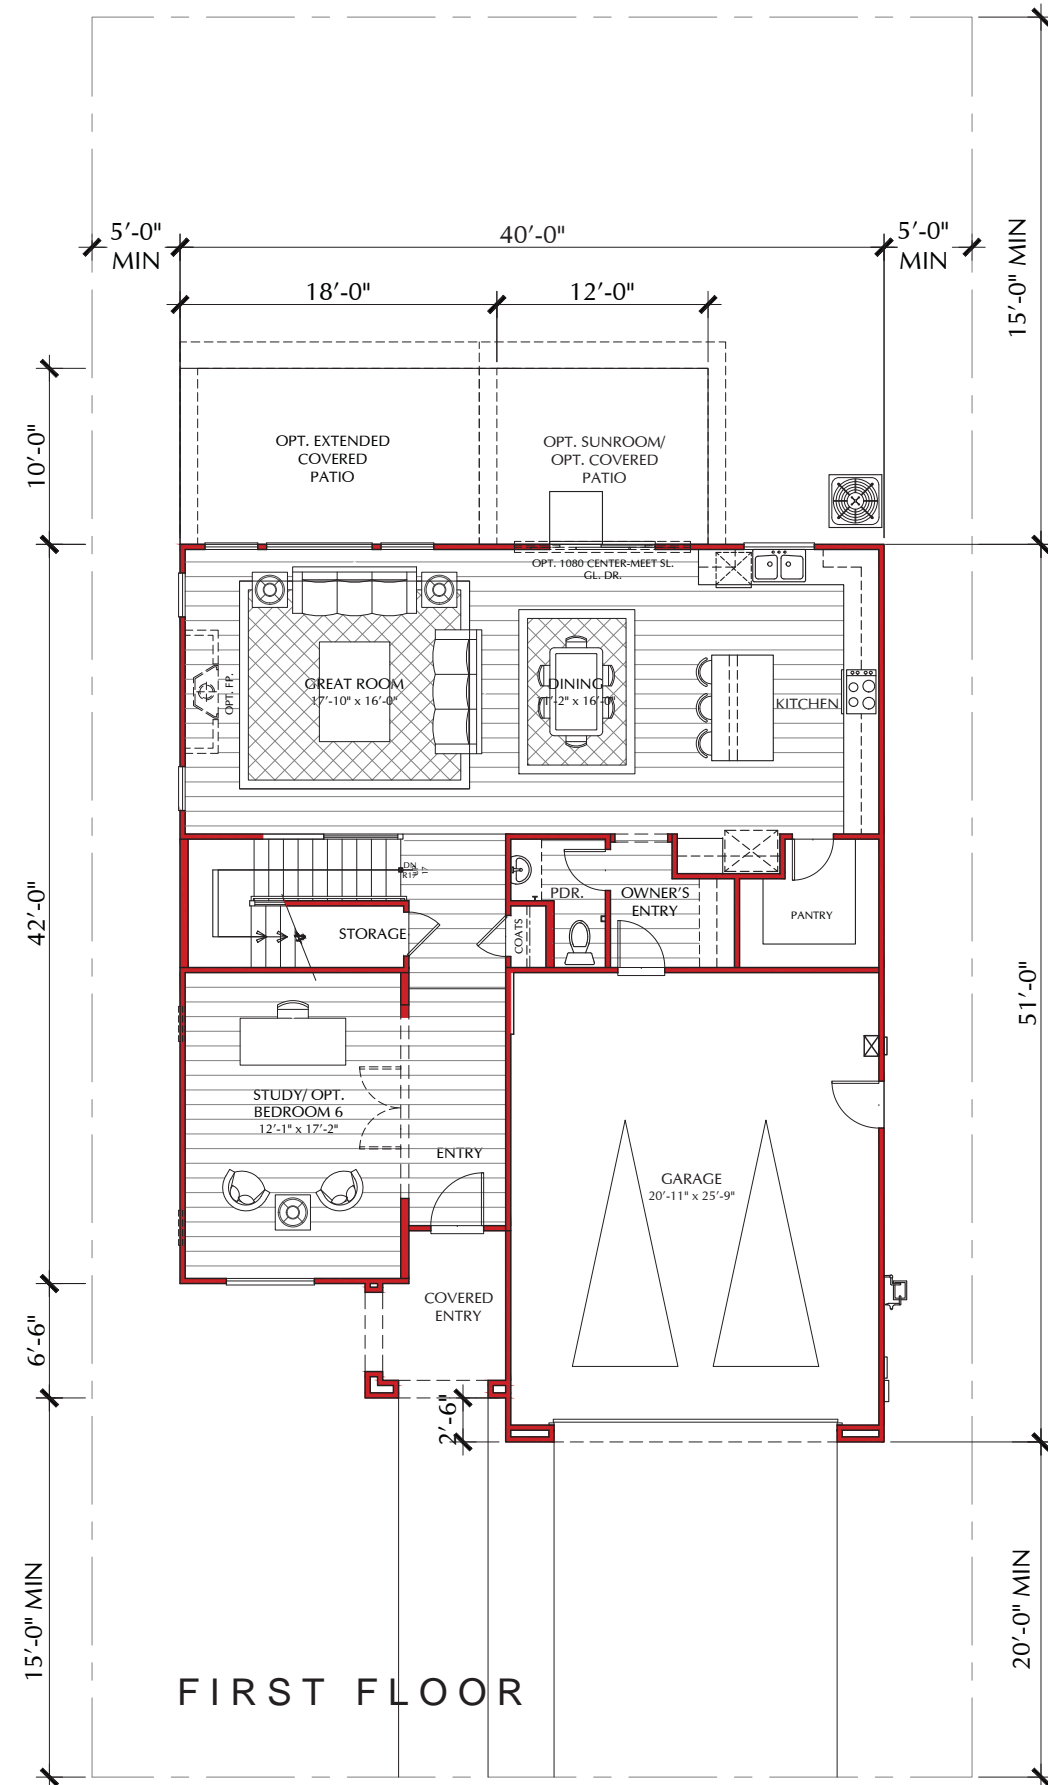 5'-0"
MIN
40'-0"
5'-0"
MIN
15'-0" MIN
18'-0"
12'-0"
10'-0"
OPT. EXTENDED
COVERED
PATIO
OPT. SUNROOM/
OPT. COVERED
PATIO
OPT. 1080 CENTER-MEET SL.
GL. DR.
OPT. FP.
GREAT ROOM
17'-10" x 16'-0"
DINING
x 16'-0"
KITCHEN
42'-0"
51'-0"
DN
17
STORAGE
COATS
PDR.
OWNER'S
ENTRY
PANTRY
STUDY/ OPT.
BEDROOM 6
12'-1" x 17'-2"
ENTRY
GARAGE
20'-11" x 25'-9"
COVERED
ENTRY
6'-6"
2'-6"
15'-0" MIN
20'-0" MIN
FIRST FLOOR